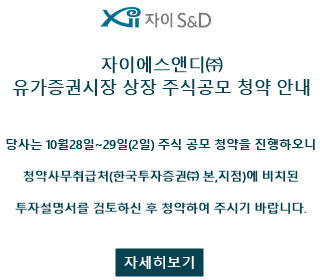 Xii 자이 S&D
자이에스앤디㈜
유가증권시장 상장 주식공모 청약 안내
당사는 10월28일~29일(2일) 주식 공모 청약을 진행하오니
청약사무취급처(한국투자증권㈜ 본,지점)에 비치된
투자설명서를 검토하신 후 청약하여 주시기 바랍니다.
자세히보기